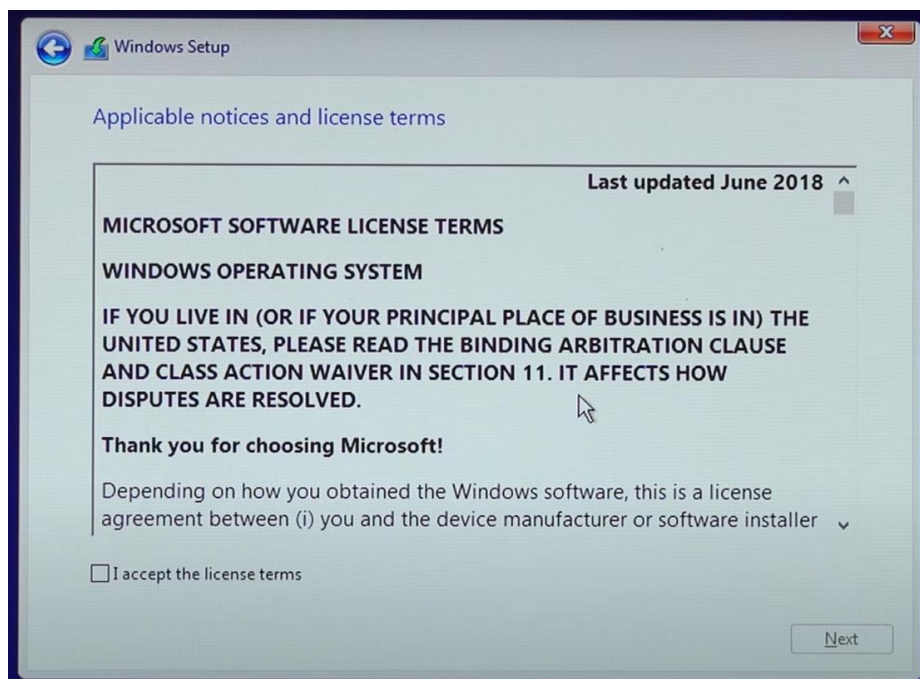 Windows Setup
Applicable notices and license terms
Last updated June 2018
MICROSOFT SOFTWARE LICENSE TERMS
WINDOWS OPERATING SYSTEM
IF YOU LIVE IN (OR IF YOUR PRINCIPAL PLACE OF BUSINESS IS IN) THE
UNITED STATES, PLEASE READ THE BINDING ARBITRATION CLAUSE
AND CLASS ACTION WAIVER IN SECTION 11. IT AFFECTS HOW
DISPUTES ARE RESOLVED.
Thank you for choosing Microsoft!
Depending on how you obtained the Windows software, this is a license
agreement between (i) you and the device manufacturer or software installer
I accept the license terms
Next